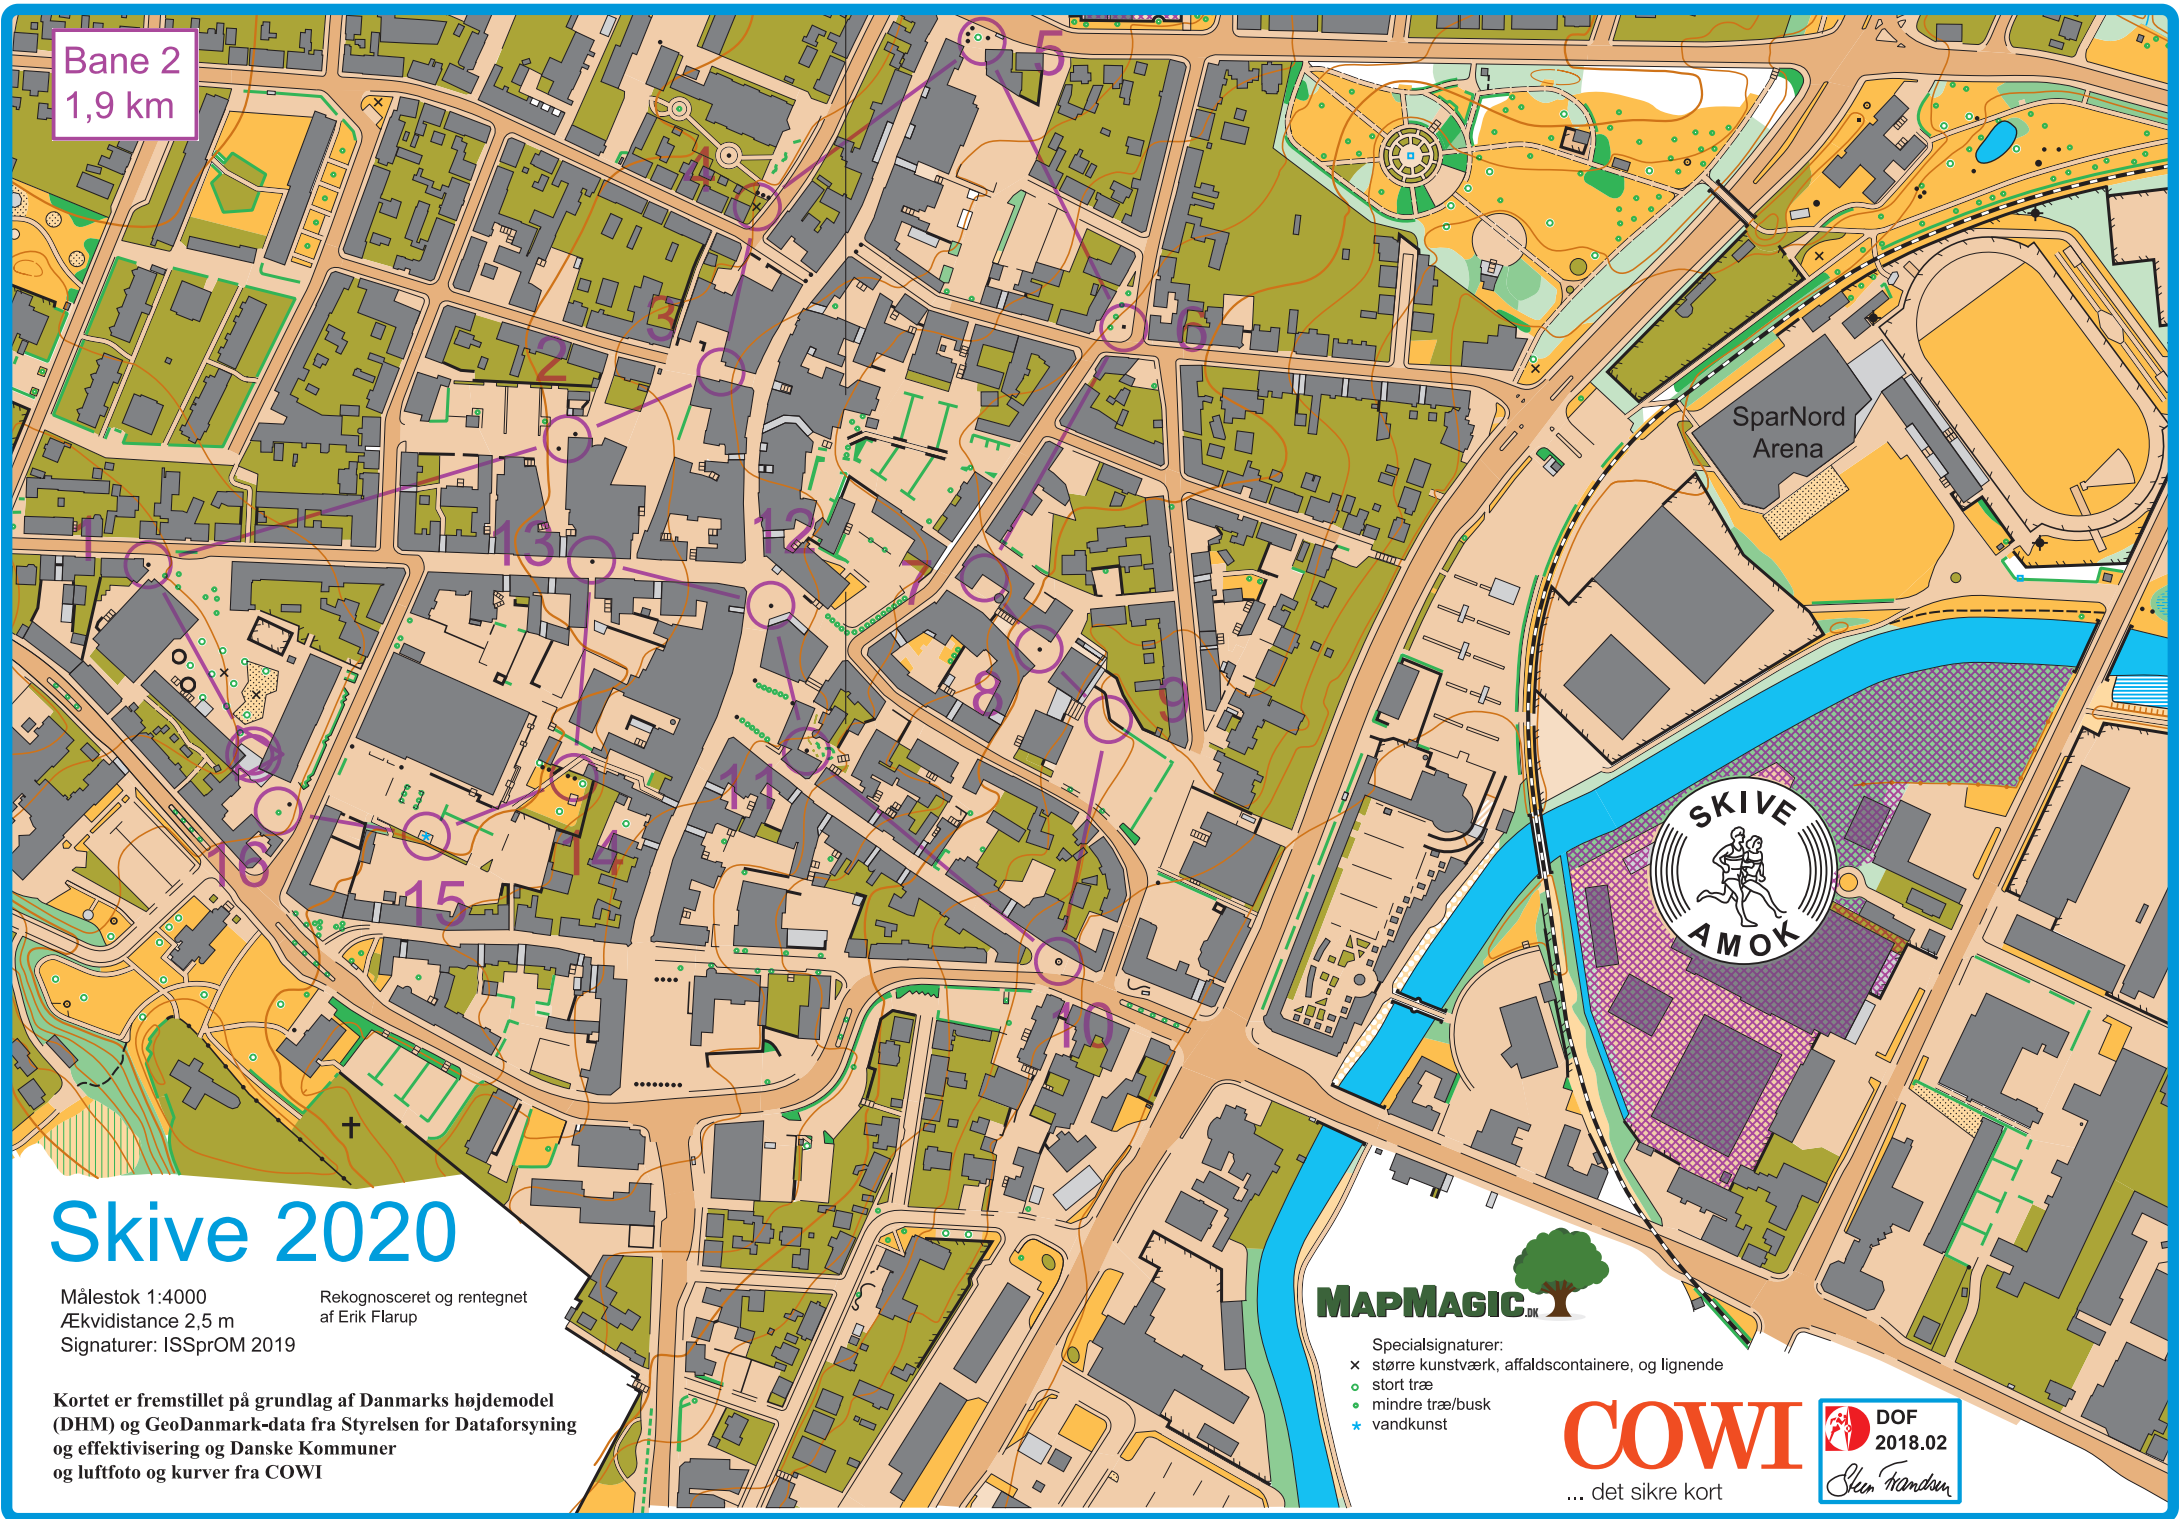 Bane 2
1,9 km
5
4
6
3
2
SparNord
Arena
1
13
12
7
8
9
11
14
16
15
10
SKIVE
AMOK
Skive 2020
Målestok 1:4000
Ækvidistance 2,5 m
Signaturer: ISSprOM 2019
Rekognosceret og rentegnet
af Erik Flarup
Kortet er fremstillet på grundlag af Danmarks højdemodel
(DHM) og GeoDanmark-data fra Styrelsen for Dataforsyning
og effektivisering og Danske Kommuner
og luftfoto og kurver fra COWI
MAPMAGIC.DK
Specialsignaturer:
større kunstværk, affaldscontainere, og lignende
stort træ
mindre træ/busk
vandkunst
COWI
... det sikre kort
DOF
2018.02
Steen Frandsen